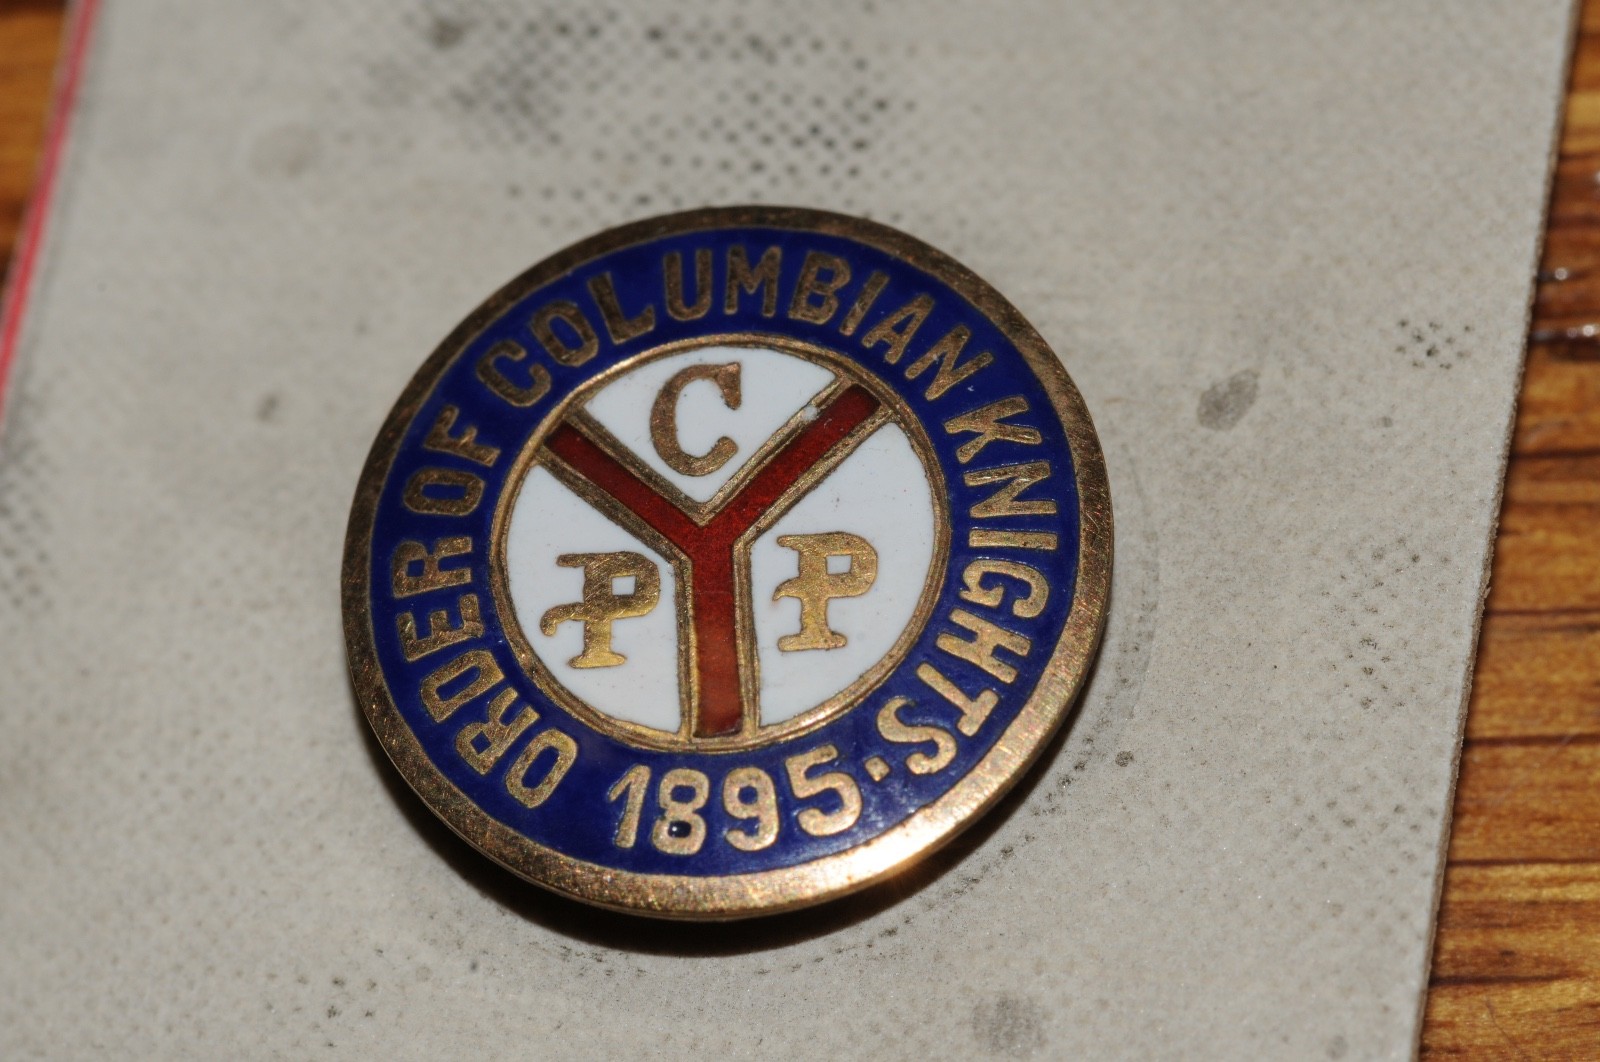 ORDER OF COLUMBIAN KNIGHTS ·
1895
C
P P